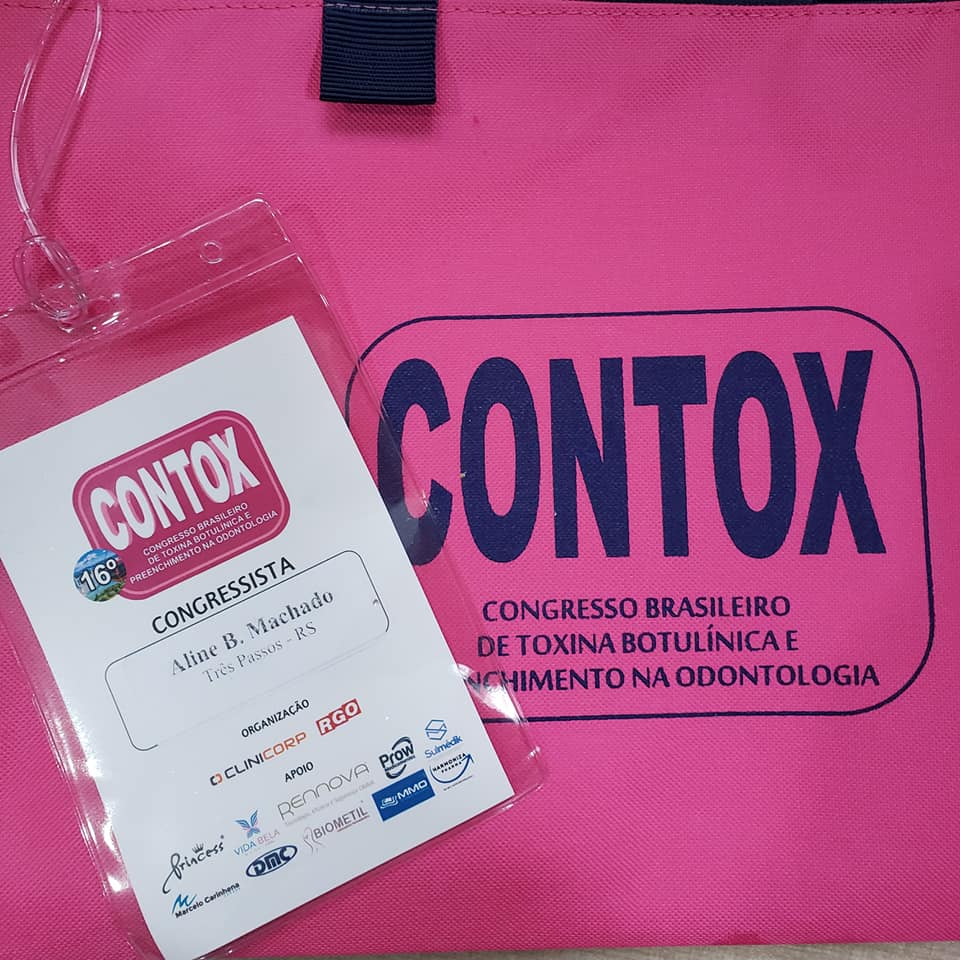 CONTOX
CONGRESSO BRASILEIRO
DE TOXINA BOTULÍNICA E
PREENCHIMENTO NA ODONTOLOGIA
16º
CONGRESSISTA
Aline B. Machado
Três Passos - RS
ORGANIZAÇÃO
CLINICORP
RGO
APOIO
Princess
VIDA BELA
RENNOVA
Prow
Sulmédik
Marcelo Carinhena
DMC
BIOMETIL
MMO
HARMONIZA
PHARMA
CONTOX
CONGRESSO BRASILEIRO
DE TOXINA BOTULÍNICA E
NCHIMENTO NA ODONTOLOGIA